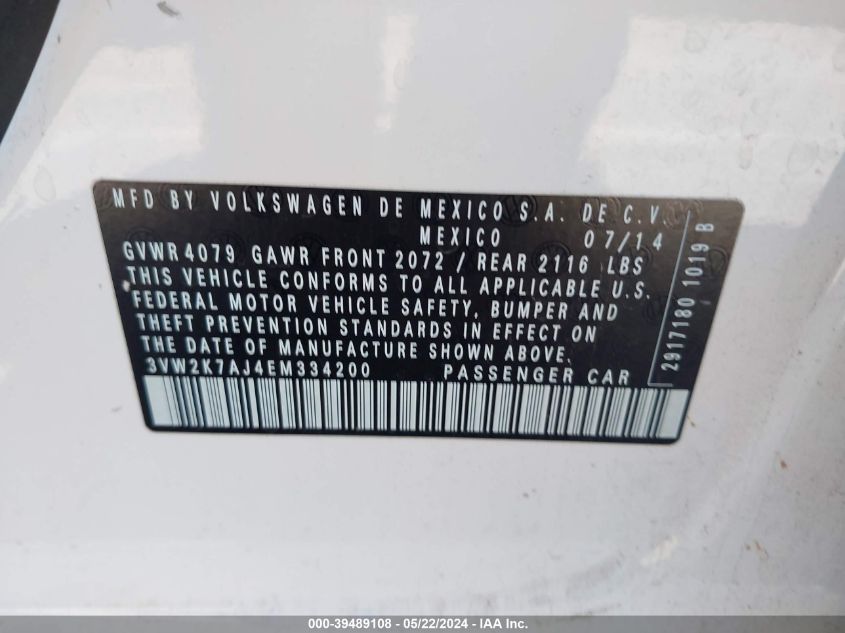 MFD BY VOLKSWAGEN DE MEXICO S.A. DE C.V.
MEXICO 07/14
GVWR 4079 GAWR FRONT 2072 / REAR 2116 LBS
THIS VEHICLE CONFORMS TO ALL APPLICABLE U.S.
FEDERAL MOTOR VEHICLE SAFETY, BUMPER AND
THEFT PREVENTION STANDARDS IN EFFECT ON
THE DATE OF MANUFACTURE SHOWN ABOVE.
3VW2K7AJ4EM334200 PASSENGER CAR
2917180 1019 B
000-39489108 - 05/22/2024 - IAA Inc.